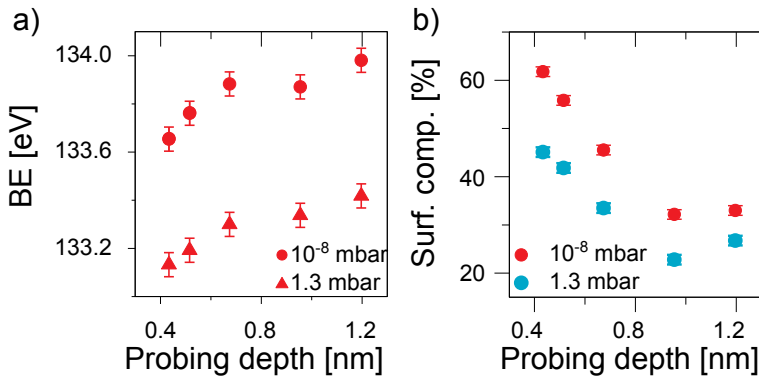 a)
134.0
133.6
133.2
BE [eV]
10⁻⁸ mbar
1.3 mbar
0.4 0.8 1.2
Probing depth [nm]
b)
60
40
20
Surf. comp. [%]
10⁻⁸ mbar
1.3 mbar
0.4 0.8 1.2
Probing depth [nm]